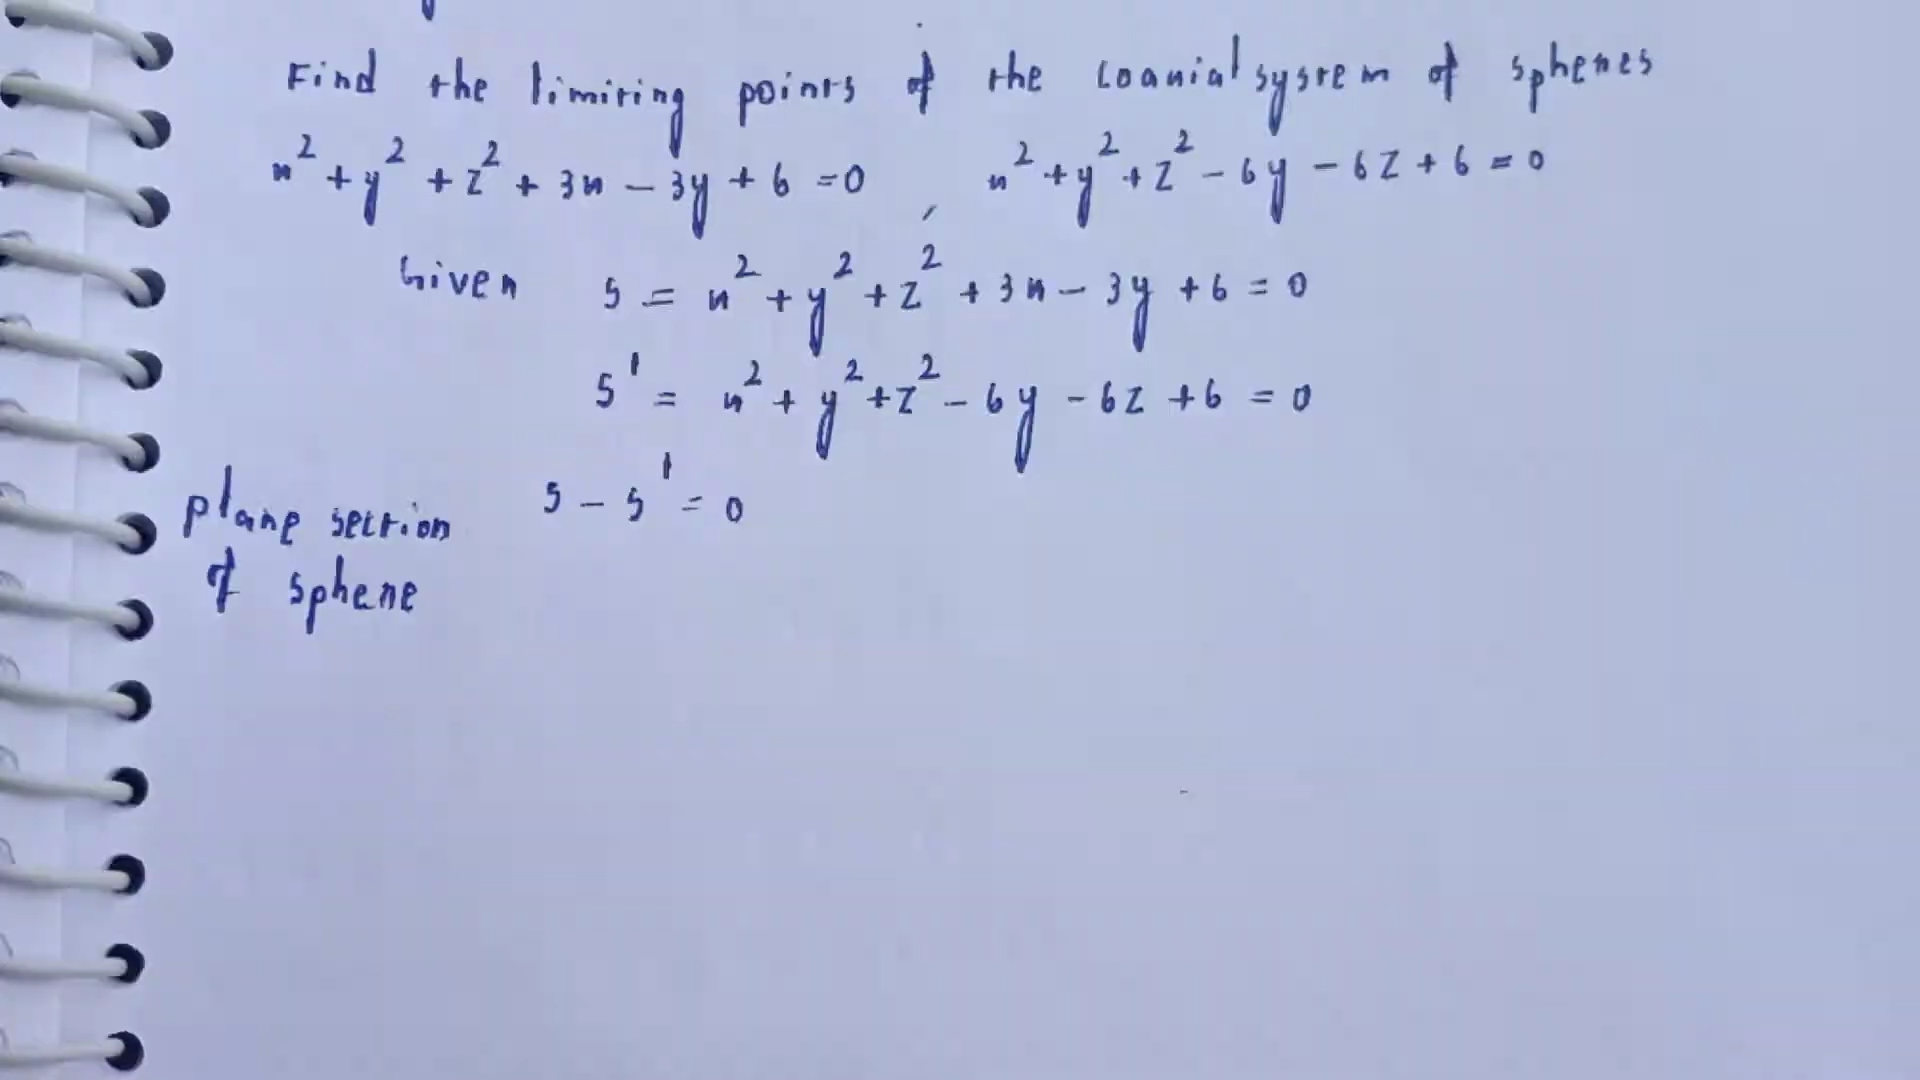 Find the limiting points of the coaxial system of spheres
x² + y² + z² + 3x - 3y + 6 = 0 , x² + y² + z² - 6y - 6z + 6 = 0
Given S = x² + y² + z² + 3x - 3y + 6 = 0
S' = x² + y² + z² - 6y - 6z + 6 = 0
plane section S - S' = 0
of sphere